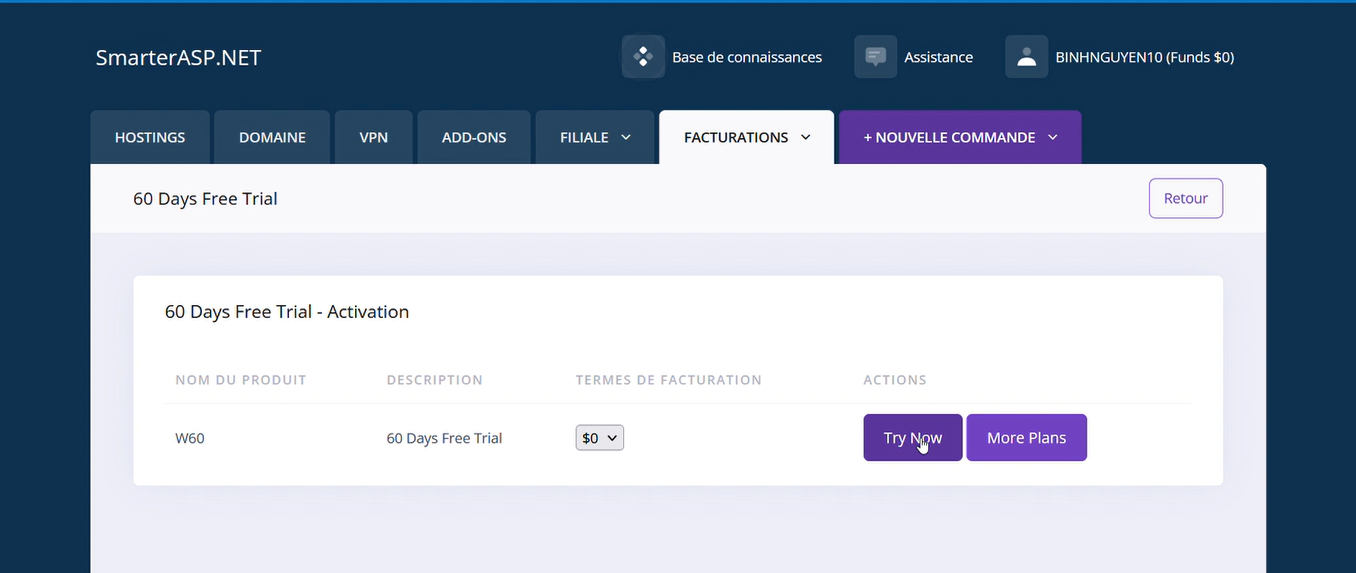 SmarterASP.NET
Base de connaissances
Assistance
BINHNGUYEN10 (Funds $0)
HOSTINGS
DOMAINE
VPN
ADD-ONS
FILIALE
FACTURATIONS
+ NOUVELLE COMMANDE
60 Days Free Trial
Retour
60 Days Free Trial - Activation
NOM DU PRODUIT
DESCRIPTION
TERMES DE FACTURATION
ACTIONS
W60
60 Days Free Trial
$0
Try Now
More Plans